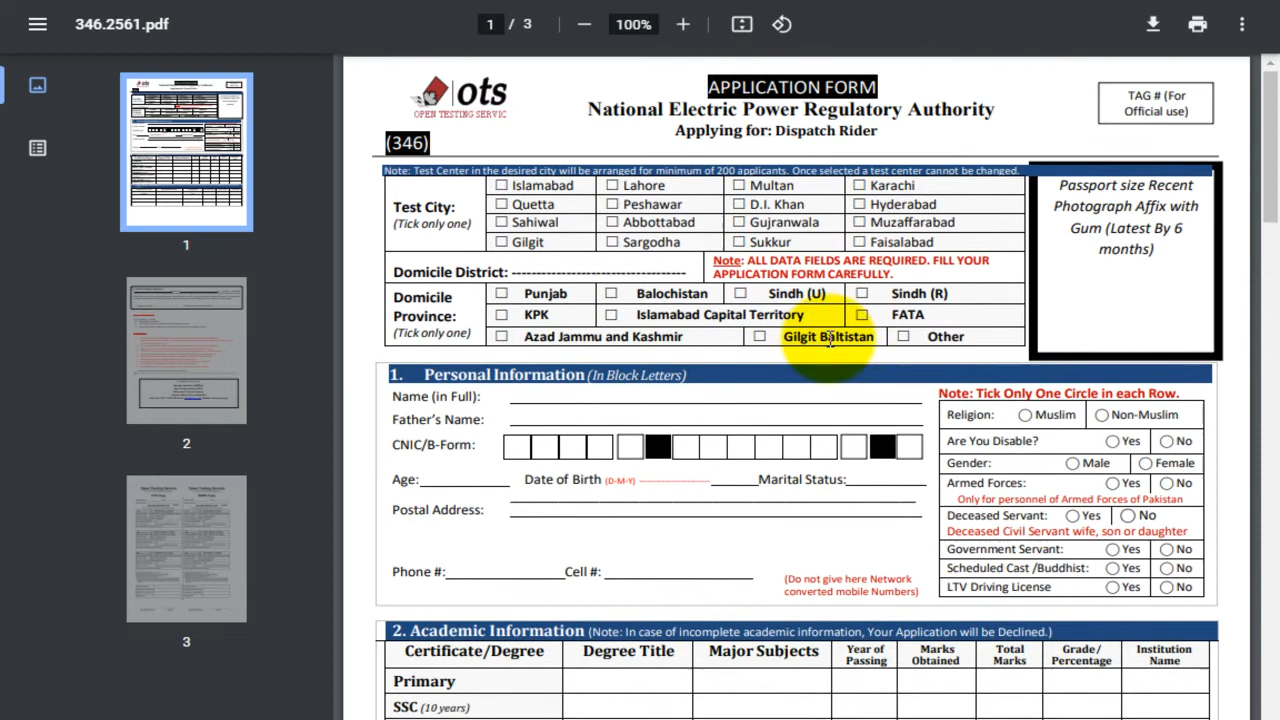 346.2561.pdf
1 / 3
100%
1
2
3
ots
OPEN TESTING SERVIC
APPLICATION FORM
National Electric Power Regulatory Authority
Applying for: Dispatch Rider
TAG # (For
Official use)
(346)
Note: Test Center in the desired city will be arranged for minimum of 200 applicants. Once selected a test center cannot be changed.
Test City:
(Tick only one)
☐ Islamabad ☐ Lahore ☐ Multan ☐ Karachi
☐ Quetta ☐ Peshawar ☐ D.I. Khan ☐ Hyderabad
☐ Sahiwal ☐ Abbottabad ☐ Gujranwala ☐ Muzaffarabad
☐ Gilgit ☐ Sargodha ☐ Sukkur ☐ Faisalabad
Passport size Recent
Photograph Affix with
Gum (Latest By 6
months)
Domicile District: -----------------------------------
Note: ALL DATA FIELDS ARE REQUIRED. FILL YOUR
APPLICATION FORM CAREFULLY.
Domicile
Province:
(Tick only one)
☐ Punjab ☐ Balochistan ☐ Sindh (U) ☐ Sindh (R)
☐ KPK ☐ Islamabad Capital Territory ☐ FATA
☐ Azad Jammu and Kashmir ☐ Gilgit Baltistan ☐ Other
1. Personal Information (In Block Letters)
Name (in Full):
Father's Name:
CNIC/B-Form:
Age: Date of Birth (D-M-Y) Marital Status:
Postal Address:
Phone #: Cell #:
(Do not give here Network
converted mobile Numbers)
Note: Tick Only One Circle in each Row.
Religion: ○ Muslim ○ Non-Muslim
Are You Disable? ○ Yes ○ No
Gender: ○ Male ○ Female
Armed Forces: ○ Yes ○ No
Only for personnel of Armed Forces of Pakistan
Deceased Servant: ○ Yes ○ No
Deceased Civil Servant wife, son or daughter
Government Servant: ○ Yes ○ No
Scheduled Cast /Buddhist: ○ Yes ○ No
LTV Driving License ○ Yes ○ No
2. Academic Information (Note: In case of incomplete academic information, Your Application will be Declined.)
Certificate/Degree Degree Title Major Subjects Year of Passing Marks Obtained Total Marks Grade/ Percentage Institution Name
Primary
SSC (10 years)